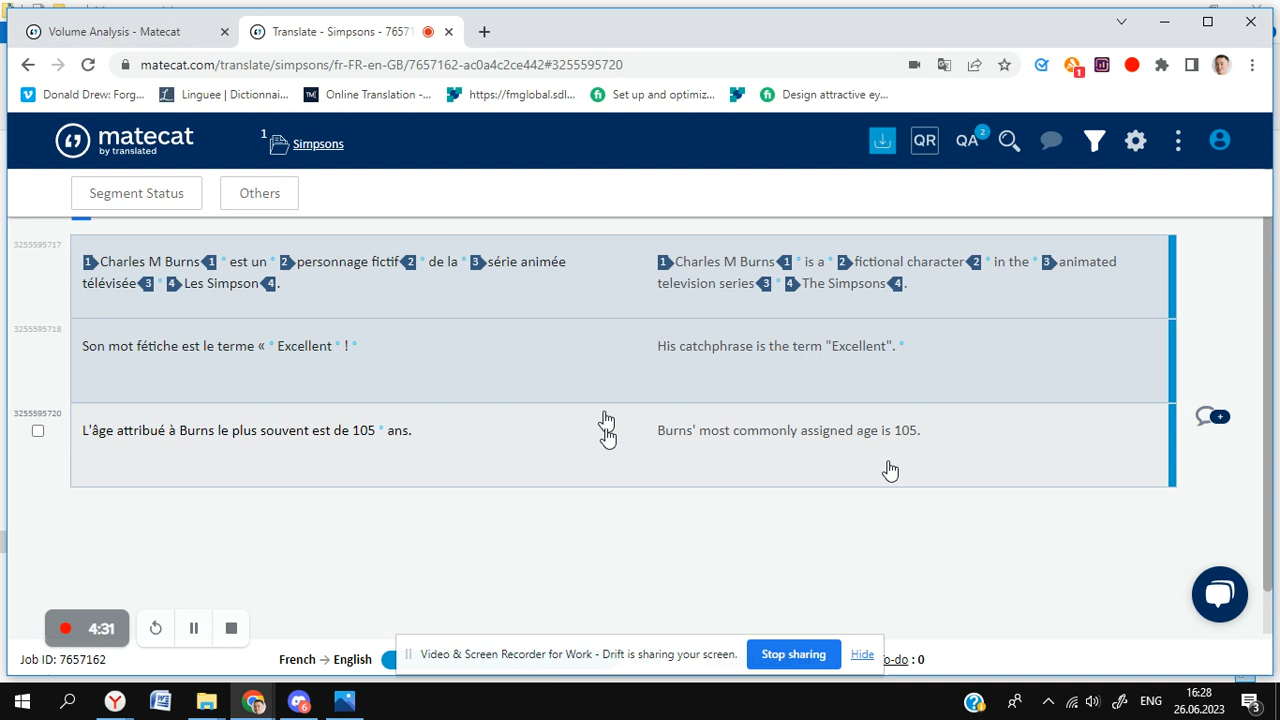 Volume Analysis - Matecat
Translate - Simpsons - 7657
matecat.com/translate/simpsons/fr-FR-en-GB/7657162-ac0a4c2ce442#3255595720
1
Donald Drew: Forg...
Linguee | Dictionnai...
Online Translation -...
https://fmglobal.sdl...
Set up and optimiz...
Design attractive ey...
matecat
by translated
1
Simpsons
QR
QA
2
Segment Status
Others
3255595717
1 Charles M Burns 1 ° est un ° 2 personnage fictif 2 ° de la ° 3 série animée
télévisée 3 ° 4 Les Simpson 4.
1 Charles M Burns 1 ° is a ° 2 fictional character 2 ° in the ° 3 animated
television series 3 ° 4 The Simpsons 4.
3255595718
Son mot fétiche est le terme « ° Excellent ° ! °
His catchphrase is the term "Excellent". °
3255595720
L'âge attribué à Burns le plus souvent est de 105 ° ans.
Burns' most commonly assigned age is 105.
4:31
Video & Screen Recorder for Work - Drift is sharing your screen.
Stop sharing
Hide
Job ID: 7657162
French → English
To-do : 0
ENG
16:28
26.06.2023
6
3